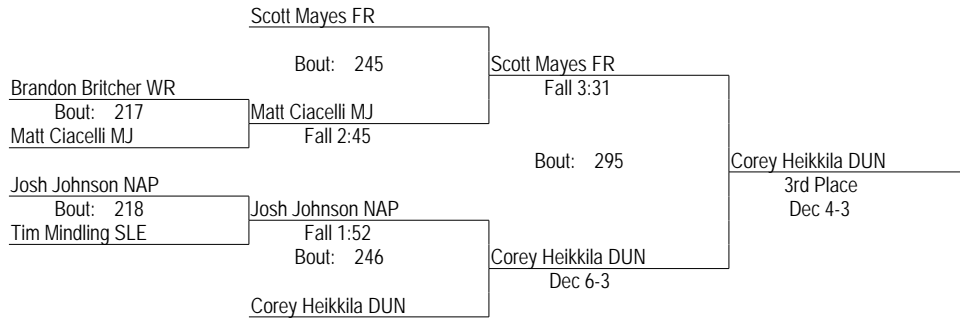 Scott Mayes FR
Bout: 245
Scott Mayes FR
Fall 3:31
Brandon Britcher WR
Bout: 217
Matt Ciacelli MJ
Matt Ciacelli MJ
Fall 2:45
Bout: 295
Corey Heikkila DUN
3rd Place
Dec 4-3
Josh Johnson NAP
Bout: 218
Josh Johnson NAP
Tim Mindling SLE
Fall 1:52
Bout: 246
Corey Heikkila DUN
Dec 6-3
Corey Heikkila DUN